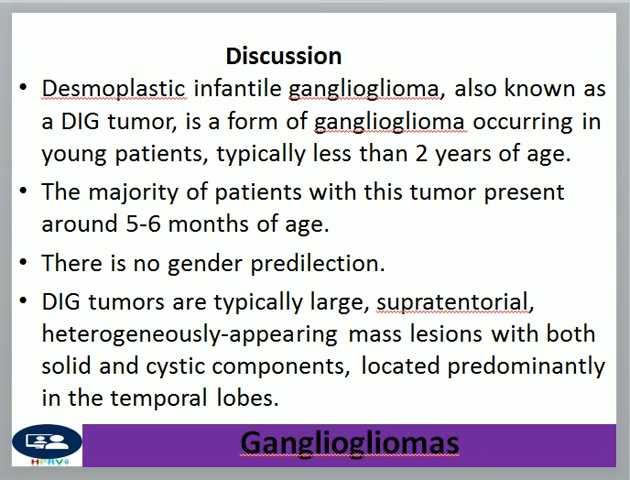 Discussion
• Desmoplastic infantile ganglioglioma, also known as
a DIG tumor, is a form of ganglioglioma occurring in
young patients, typically less than 2 years of age.
• The majority of patients with this tumor present
around 5-6 months of age.
• There is no gender predilection.
• DIG tumors are typically large, supratentorial,
heterogeneously-appearing mass lesions with both
solid and cystic components, located predominantly
in the temporal lobes.
Gangliogliomas